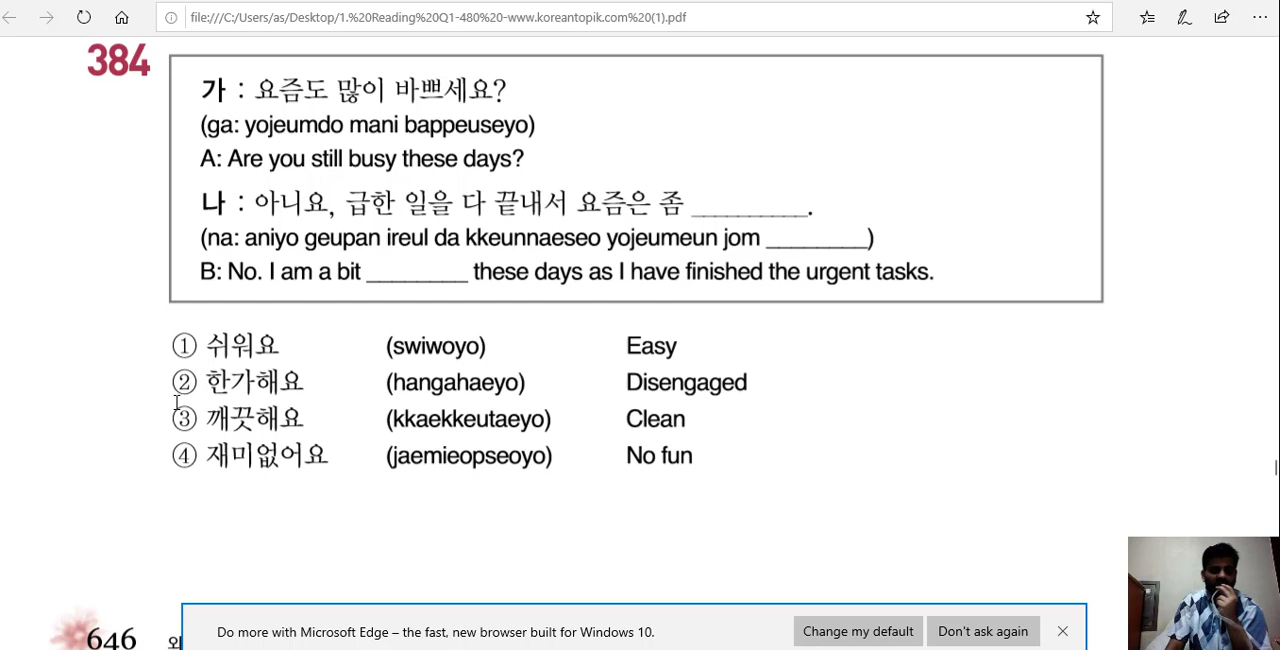 file:///C:/Users/as/Desktop/1.%20Reading%20Q1-480%20-www.koreantopik.com%20(1).pdf
384
가 : 요즘도 많이 바쁘세요?
(ga: yojeumdo mani bappeuseyo)
A: Are you still busy these days?
나 : 아니요, 급한 일을 다 끝내서 요즘은 좀 __________.
(na: aniyo geupan ireul da kkeunnaeseo yojeumeun jom ________)
B: No. I am a bit ________ these days as I have finished the urgent tasks.
① 쉬워요 (swiwoyo) Easy
② 한가해요 (hangahaeyo) Disengaged
③ 깨끗해요 (kkaekkeutaeyo) Clean
④ 재미없어요 (jaemieopseoyo) No fun
646
Do more with Microsoft Edge – the fast, new browser built for Windows 10. Change my default Don't ask again